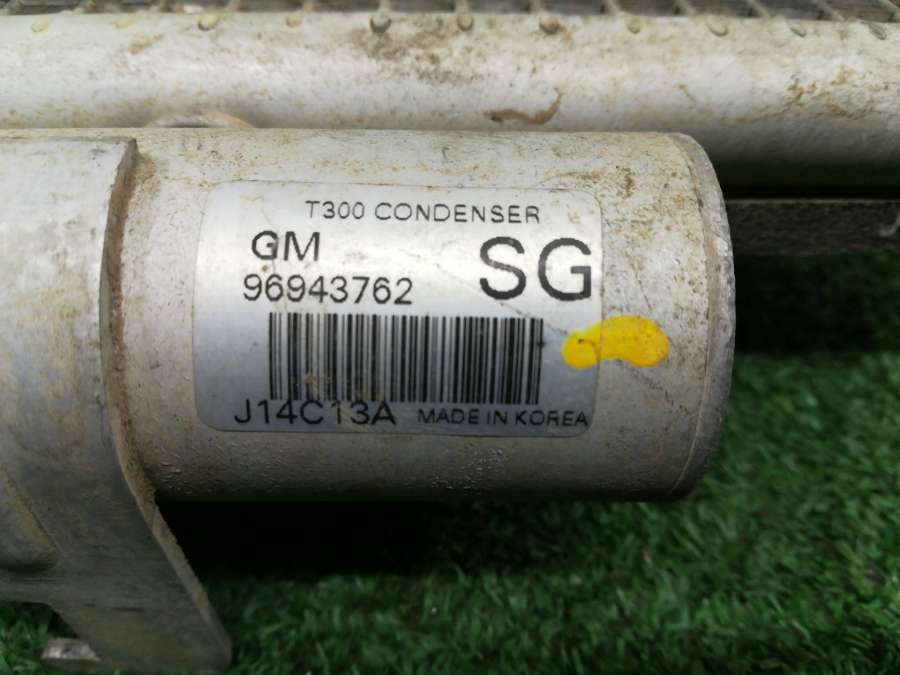 T300 CONDENSER
GM SG
96943762
J14C13A MADE IN KOREA